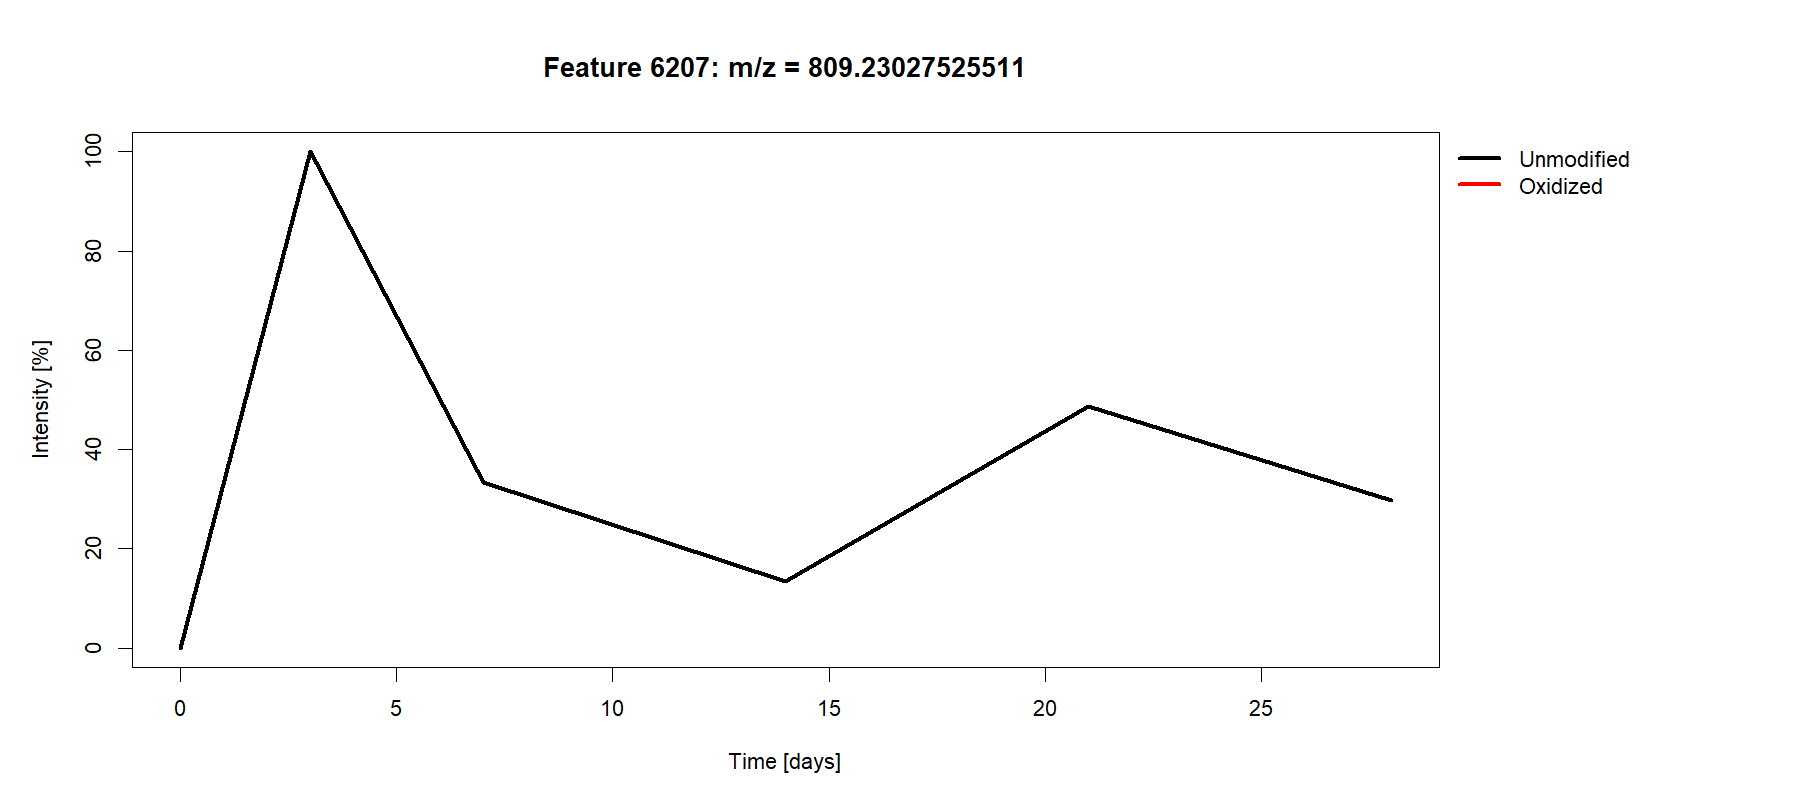 Feature 6207: m/z = 809.23027525511
Unmodified
Oxidized
Intensity [%]
100
80
60
40
20
0
0 5 10 15 20 25
Time [days]